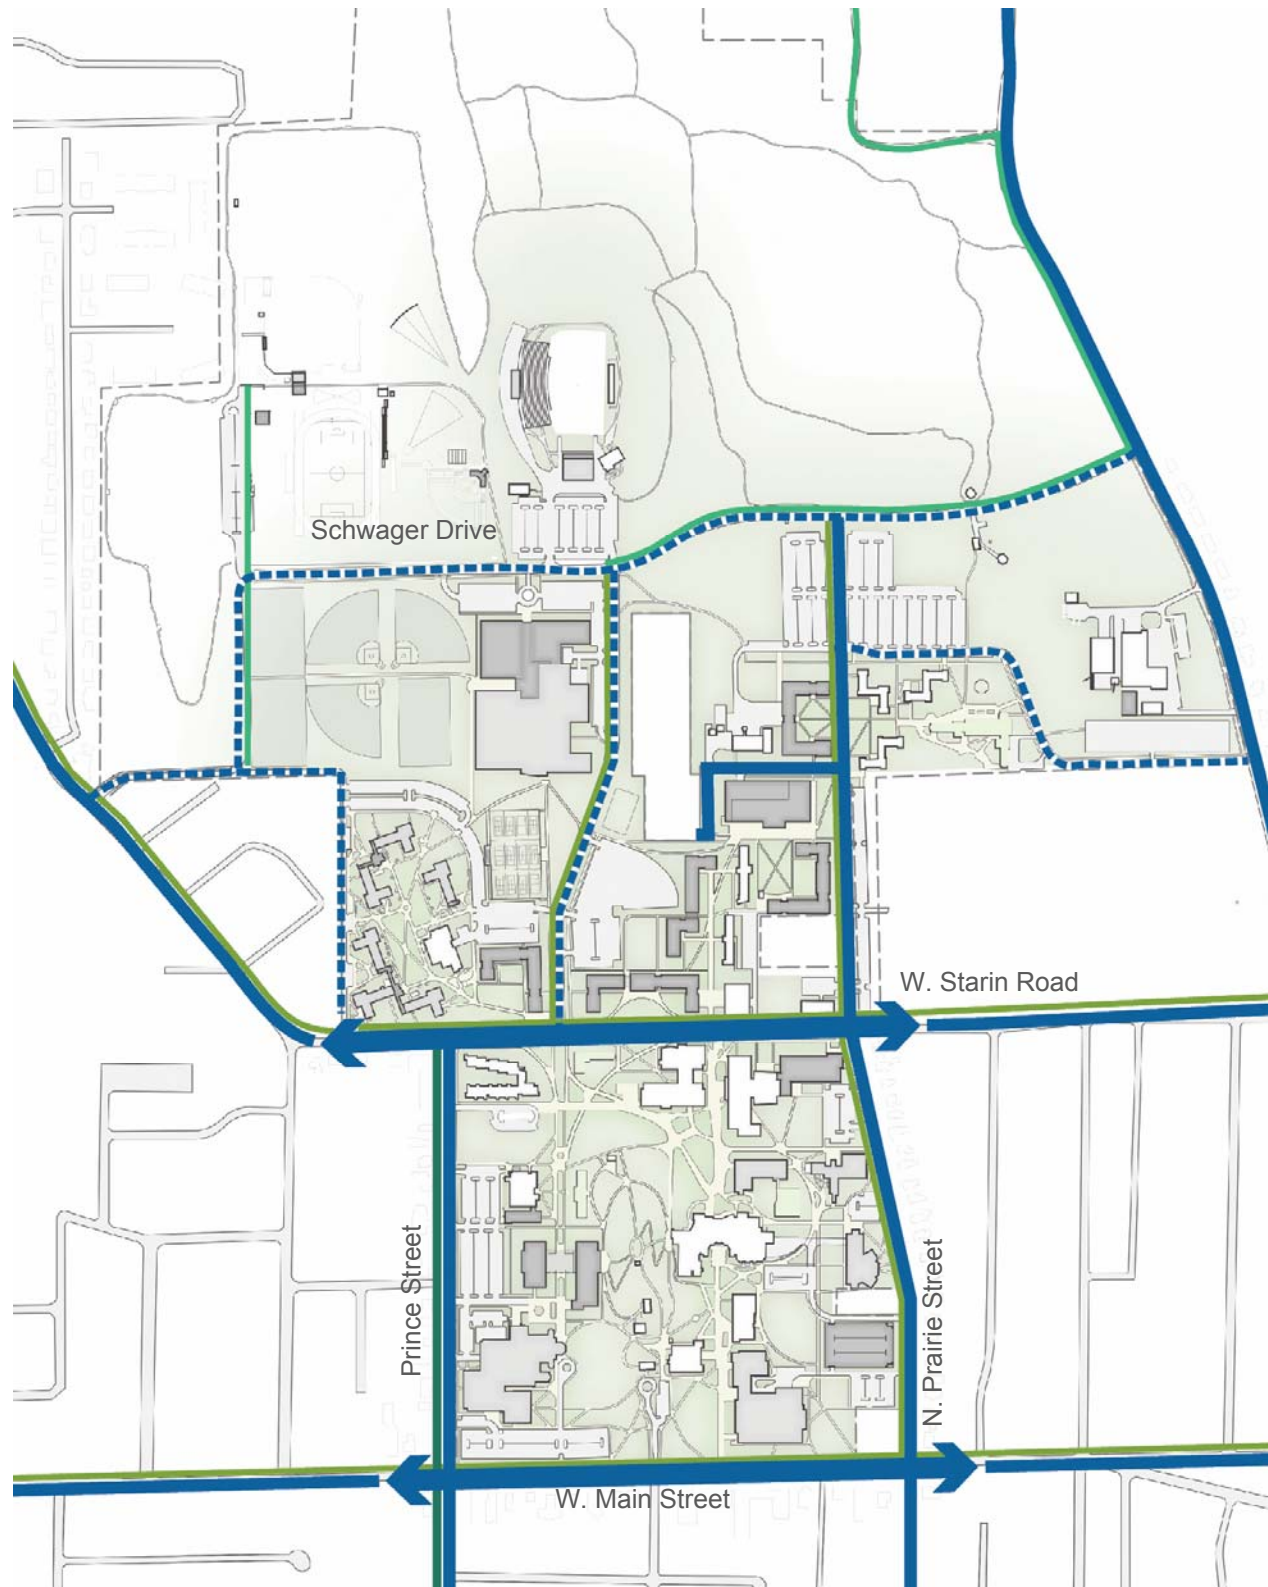 Schwager Drive
W. Starin Road
Prince Street
N. Prairie Street
W. Main Street